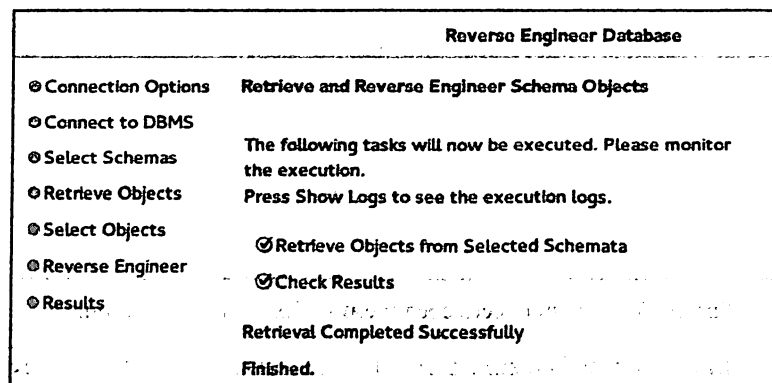 Reverse Engineer Database
Connection Options
Connect to DBMS
Select Schemas
Retrieve Objects
Select Objects
Reverse Engineer
Results
Retrieve and Reverse Engineer Schema Objects
The following tasks will now be executed. Please monitor
the execution.
Press Show Logs to see the execution logs.
Retrieve Objects from Selected Schemata
Check Results
Retrieval Completed Successfully
Finished.